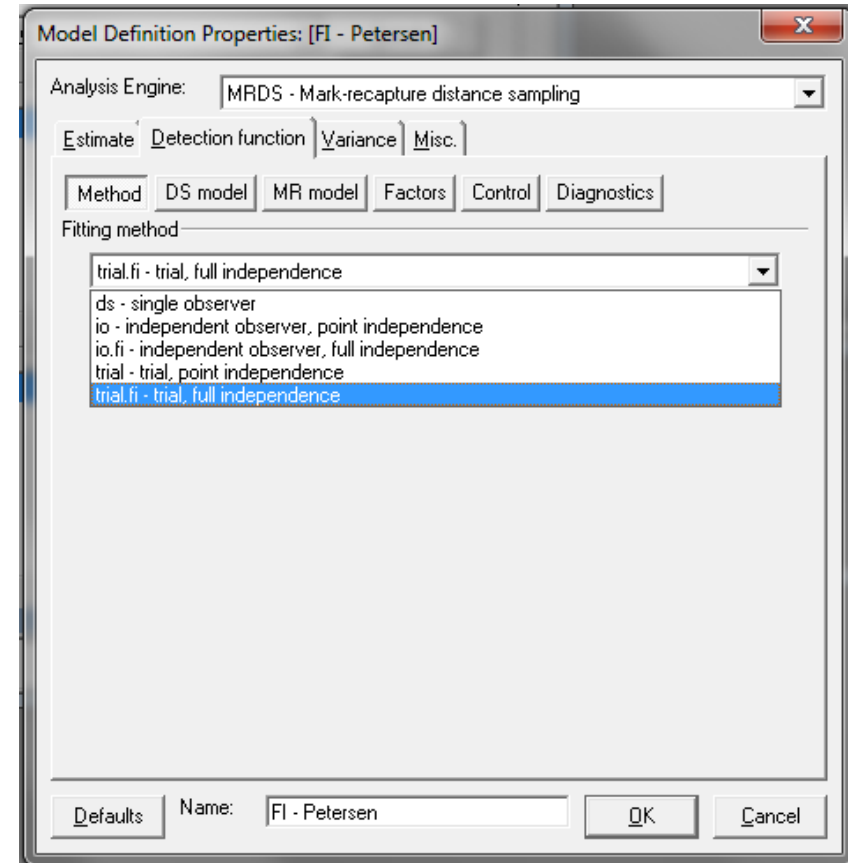 Model Definition Properties: [FI - Petersen]
Analysis Engine: MRDS - Mark-recapture distance sampling
Estimate Detection function Variance Misc.
Method DS model MR model Factors Control Diagnostics
Fitting method
trial.fi - trial, full independence
ds - single observer
io - independent observer, point independence
io.fi - independent observer, full independence
trial - trial, point independence
trial.fi - trial, full independence
Defaults Name: FI - Petersen OK Cancel